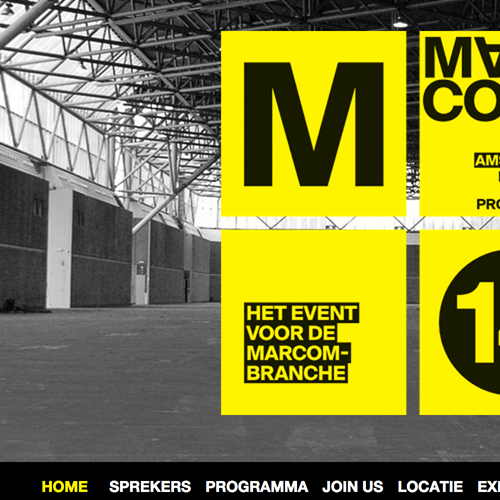 M
MA
CO
AMS
PRO
HET EVENT
VOOR DE
MARCOM-
BRANCHE
1
HOME SPREKERS PROGRAMMA JOIN US LOCATIE EX